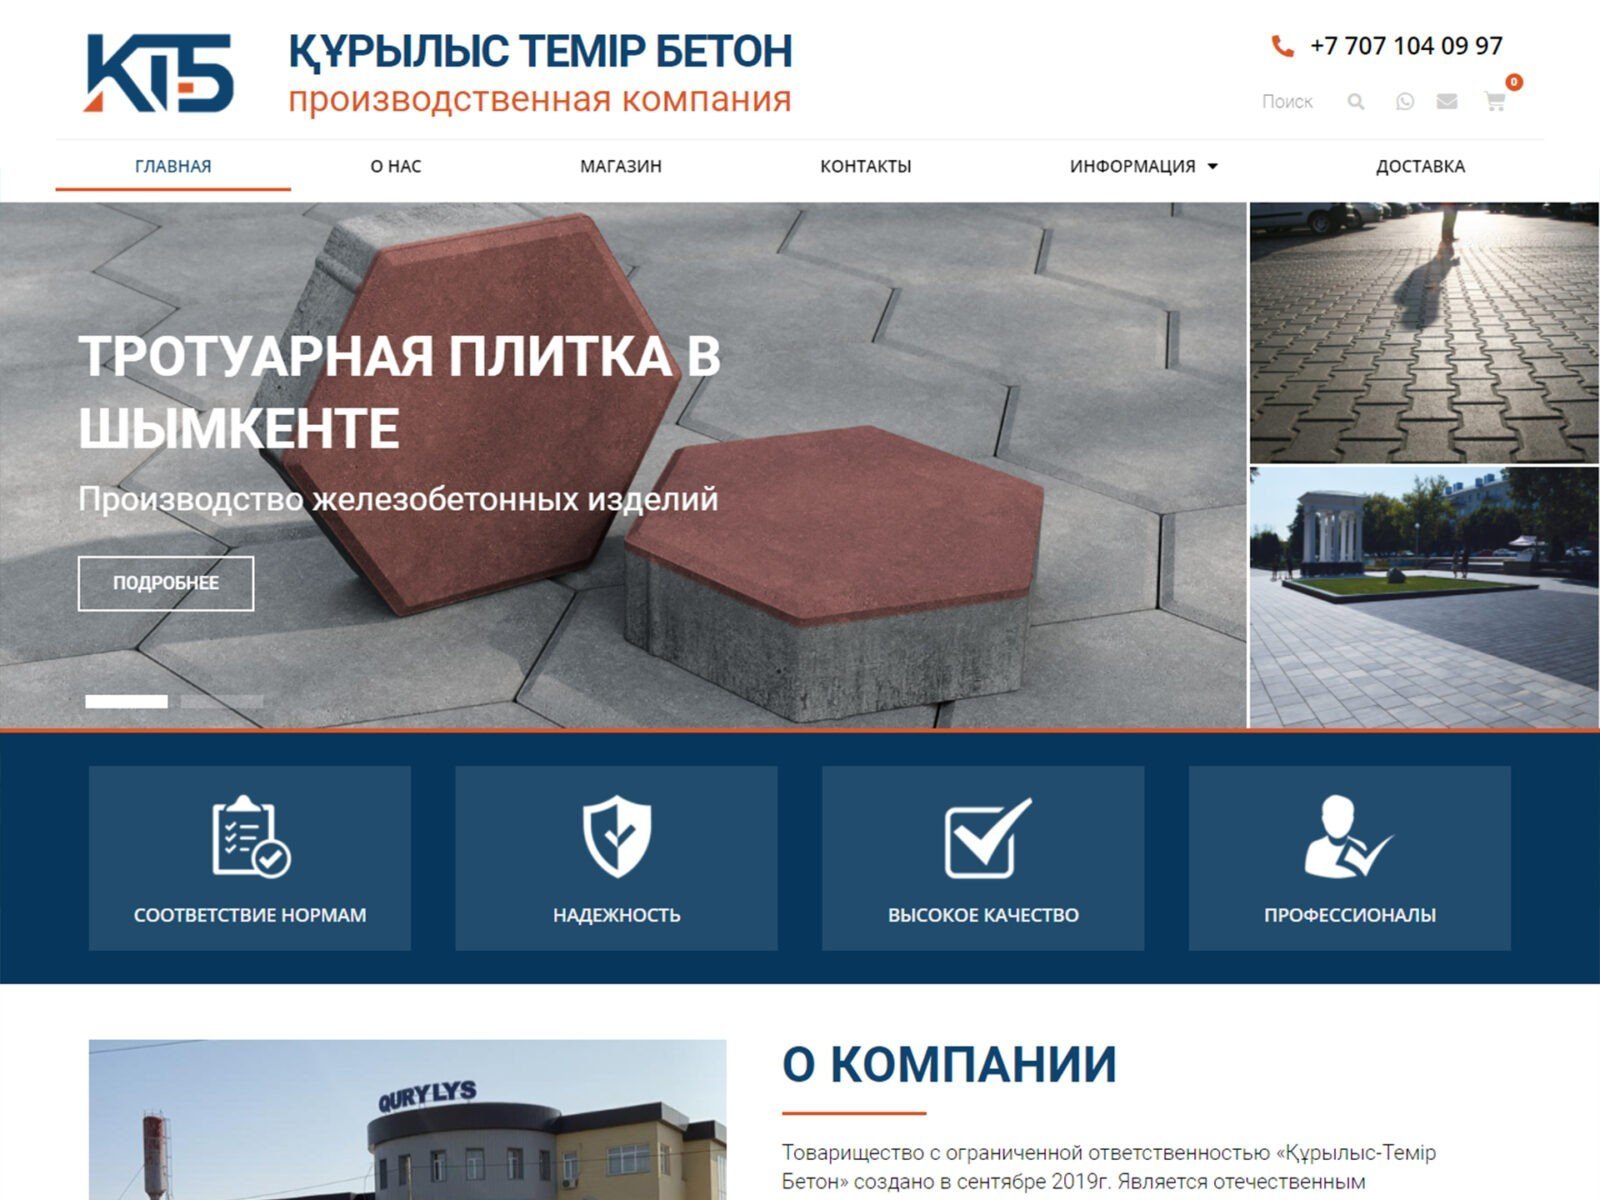 КТБ
ҚҰРЫЛЫС ТЕМІР БЕТОН
производственная компания
+7 707 104 09 97
Поиск
0
ГЛАВНАЯ
О НАС
МАГАЗИН
КОНТАКТЫ
ИНФОРМАЦИЯ
ДОСТАВКА
ТРОТУАРНАЯ ПЛИТКА В
ШЫМКЕНТЕ
Производство железобетонных изделий
ПОДРОБНЕЕ
СООТВЕТСТВИЕ НОРМАМ
НАДЕЖНОСТЬ
ВЫСОКОЕ КАЧЕСТВО
ПРОФЕССИОНАЛЫ
QURYLYS
О КОМПАНИИ
Товарищество с ограниченной ответственностью «Құрылыс-Темір
Бетон» создано в сентябре 2019г. Является отечественным